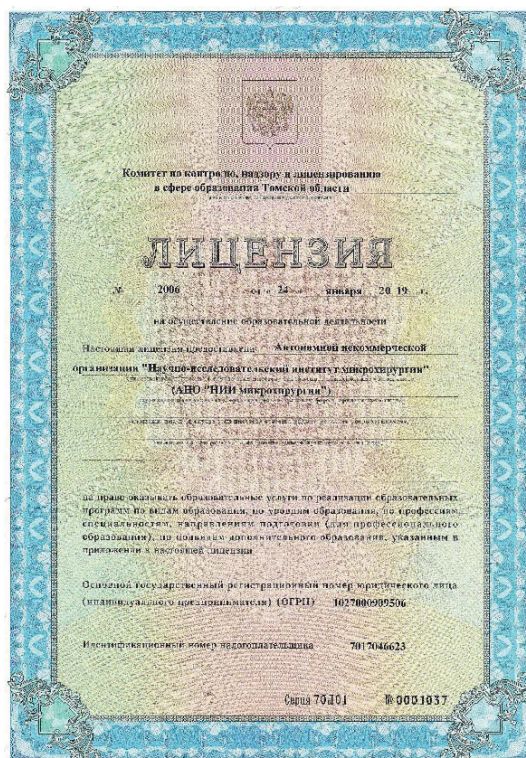 Комитет по контролю, надзору и лицензированию
в сфере образования Томской области
ЛИЦЕНЗИЯ
№ 2006 от « 24 » января 20 19 г.
на осуществление образовательной деятельности
Настоящая лицензия предоставлена Автономной некоммерческой
организации "Научно-исследовательский институт микрохирургии"
(АНО "НИИ микрохирургии")
на право оказывать образовательные услуги по реализации образовательных
программ по видам образования, по уровням образования, по профессиям,
специальностям, направлениям подготовки (для профессионального
образования), по подвидам дополнительного образования, указанным в
приложении к настоящей лицензии
Основной государственный регистрационный номер юридического лица
(индивидуального предпринимателя) (ОГРН) 1027000909506
Идентификационный номер налогоплательщика 7017046623
Серия 70Л01 № 0001037